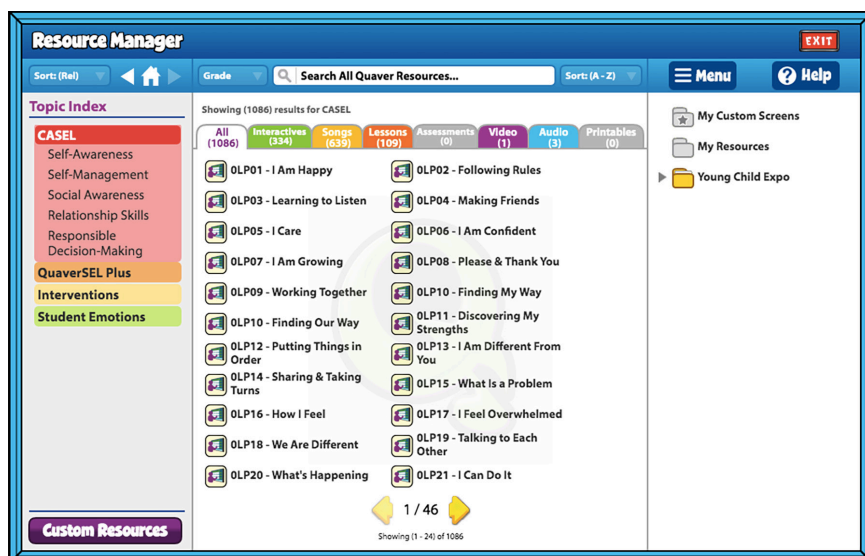 Resource Manager
EXIT
Sort: (Rel)
Grade
Search All Quaver Resources...
Sort: (A - Z)
Menu
? Help
Topic Index
CASEL
Self-Awareness
Self-Management
Social Awareness
Relationship Skills
Responsible
Decision-Making
QuaverSEL Plus
Interventions
Student Emotions
Custom Resources
Showing (1086) results for CASEL
All
(1086)
Interactives
(334)
Songs
(639)
Lessons
(109)
Assessments
(0)
Video
(1)
Audio
(3)
Printables
(0)
0LP01 - I Am Happy
0LP02 - Following Rules
0LP03 - Learning to Listen
0LP04 - Making Friends
0LP05 - I Care
0LP06 - I Am Confident
0LP07 - I Am Growing
0LP08 - Please & Thank You
0LP09 - Working Together
0LP10 - Finding My Way
0LP10 - Finding Our Way
0LP11 - Discovering My
Strengths
0LP12 - Putting Things in
Order
0LP13 - I Am Different From
You
0LP14 - Sharing & Taking
Turns
0LP15 - What Is a Problem
0LP16 - How I Feel
0LP17 - I Feel Overwhelmed
0LP18 - We Are Different
0LP19 - Talking to Each
Other
0LP20 - What's Happening
0LP21 - I Can Do It
1 / 46
Showing (1 - 24) of 1086
My Custom Screens
My Resources
Young Child Expo